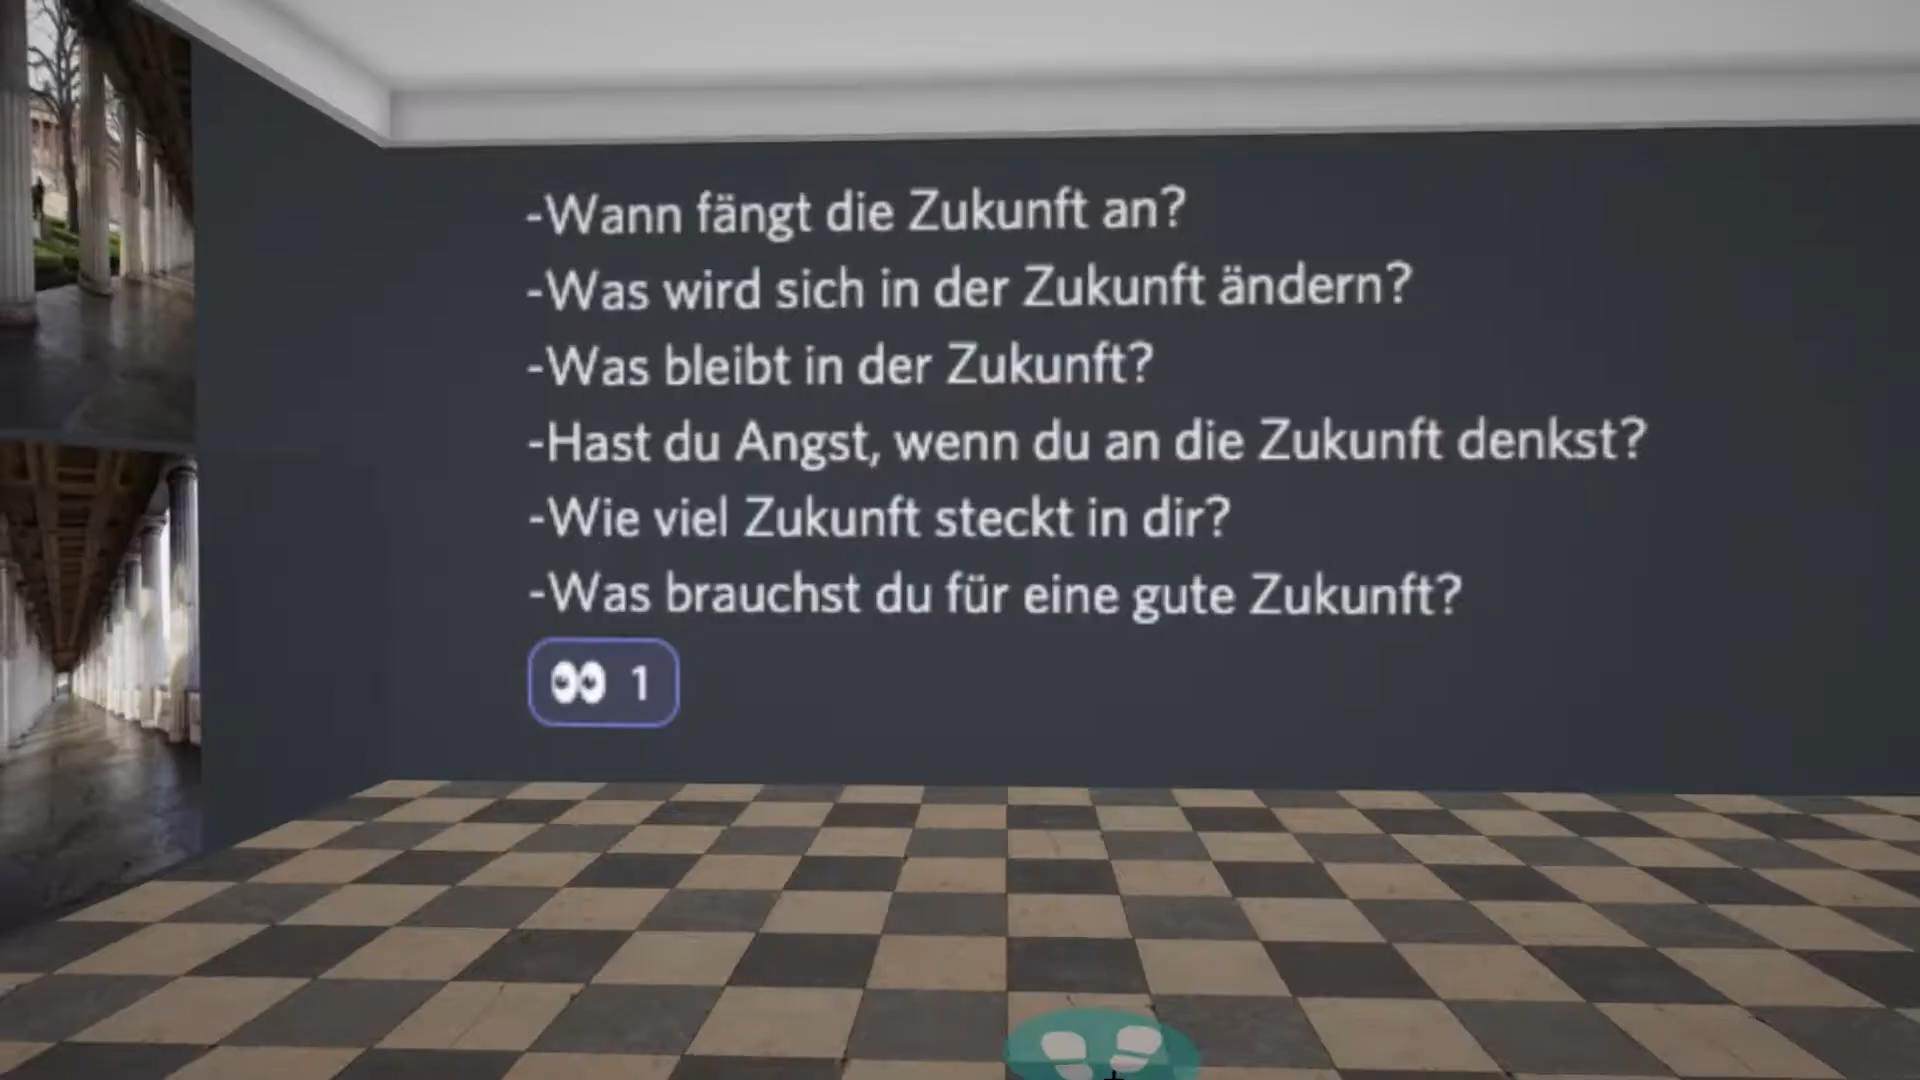 -Wann fängt die Zukunft an?
-Was wird sich in der Zukunft ändern?
-Was bleibt in der Zukunft?
-Hast du Angst, wenn du an die Zukunft denkst?
-Wie viel Zukunft steckt in dir?
-Was brauchst du für eine gute Zukunft?
👀 1